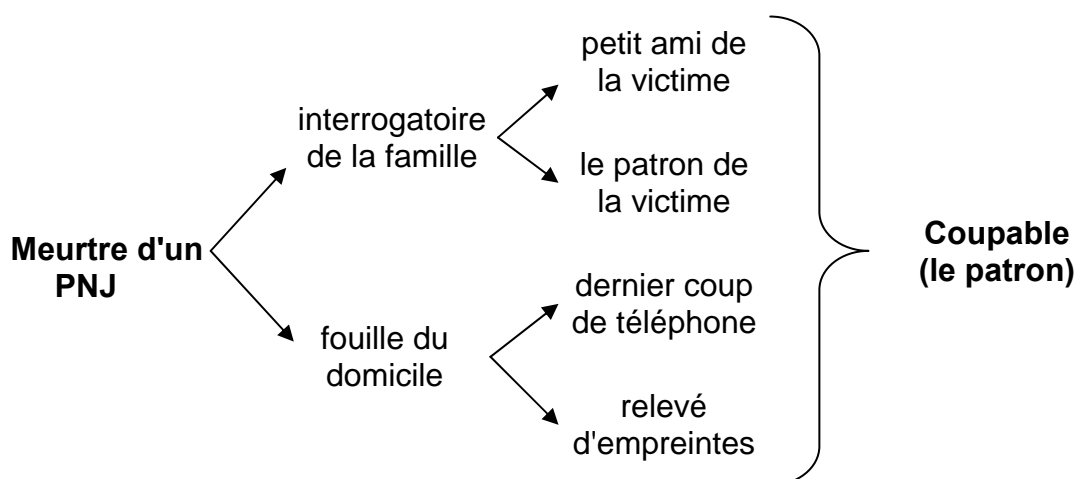 Meurtre d'un
PNJ
interrogatoire
de la famille
fouille du
domicile
petit ami de
la victime
le patron de
la victime
dernier coup
de téléphone
relevé
d'empreintes
Coupable
(le patron)